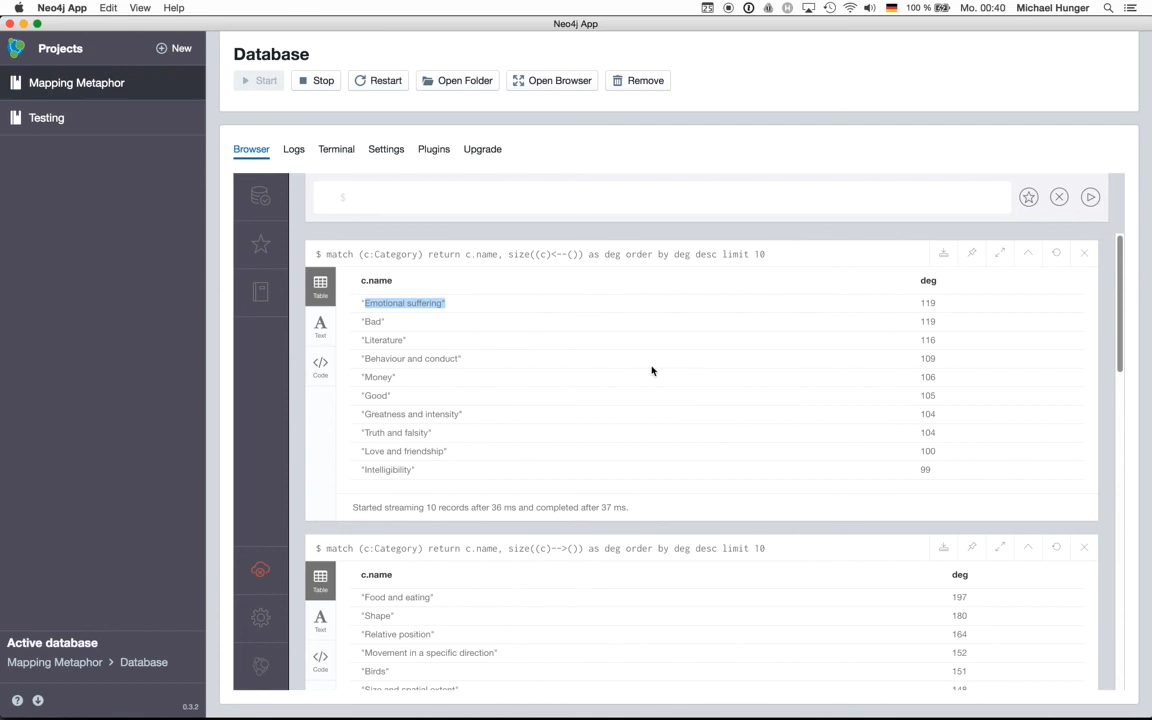 Neo4j App Edit View Help 25 100 % Mo. 00:40 Michael Hunger
Neo4j App
Projects New
Mapping Metaphor
Testing
Active database
Mapping Metaphor > Database
0.3.2
Database
Start Stop Restart Open Folder Open Browser Remove
Browser Logs Terminal Settings Plugins Upgrade
$
$ match (c:Category) return c.name, size((c)<--()) as deg order by deg desc limit 10
Table
Text
Code
c.name deg
"Emotional suffering" 119
"Bad" 119
"Literature" 116
"Behaviour and conduct" 109
"Money" 106
"Good" 105
"Greatness and intensity" 104
"Truth and falsity" 104
"Love and friendship" 100
"Intelligibility" 99
Started streaming 10 records after 36 ms and completed after 37 ms.
$ match (c:Category) return c.name, size((c)-->()) as deg order by deg desc limit 10
Table
Text
Code
c.name deg
"Food and eating" 197
"Shape" 180
"Relative position" 164
"Movement in a specific direction" 152
"Birds" 151
"Size and spatial extent" 148